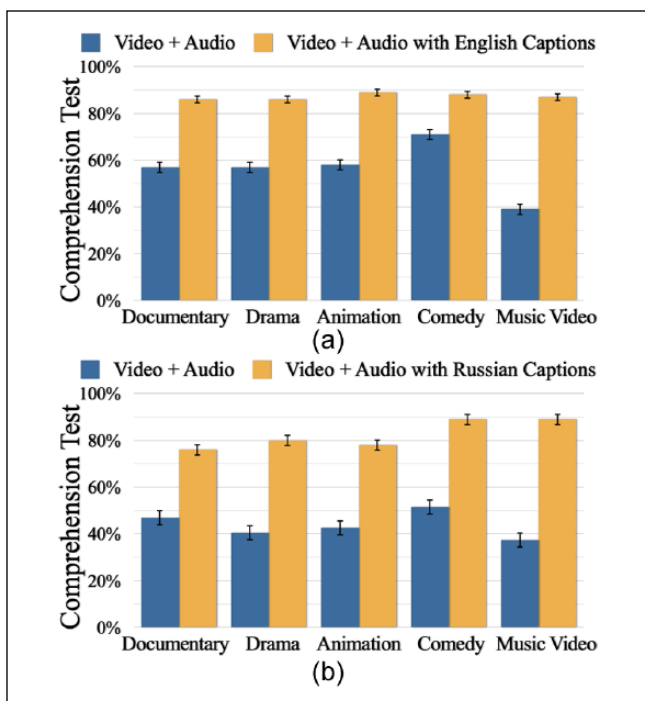 Video + Audio Video + Audio with English Captions
Comprehension Test
100%
80%
60%
40%
20%
0%
Documentary Drama Animation Comedy Music Video
(a)
Video + Audio Video + Audio with Russian Captions
Comprehension Test
100%
80%
60%
40%
20%
0%
Documentary Drama Animation Comedy Music Video
(b)